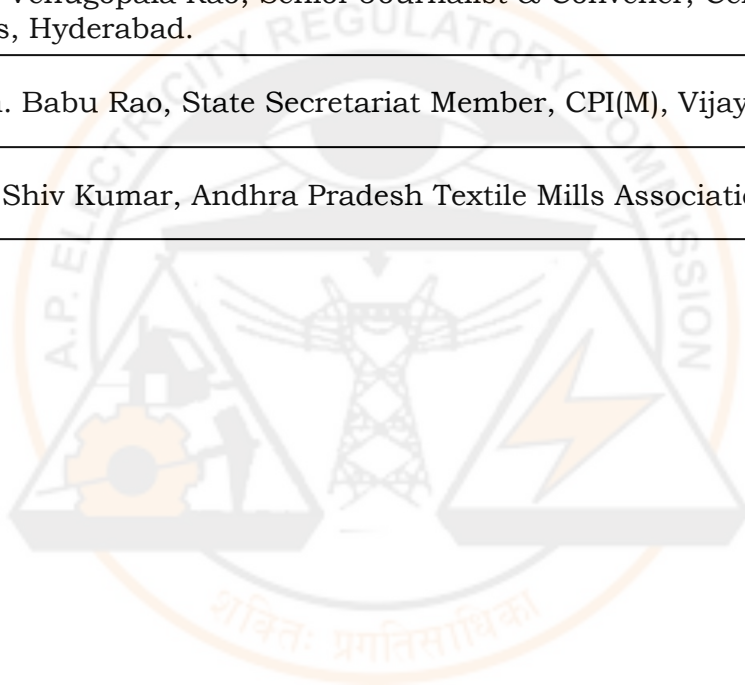 Venugopala Rao, Senior Journalist & Convener, Cen
s, Hyderabad.
. Babu Rao, State Secretariat Member, CPI(M), Vijay
Shiv Kumar, Andhra Pradesh Textile Mills Associatio
A.P. ELECTRICITY REGULATORY COMMISSION